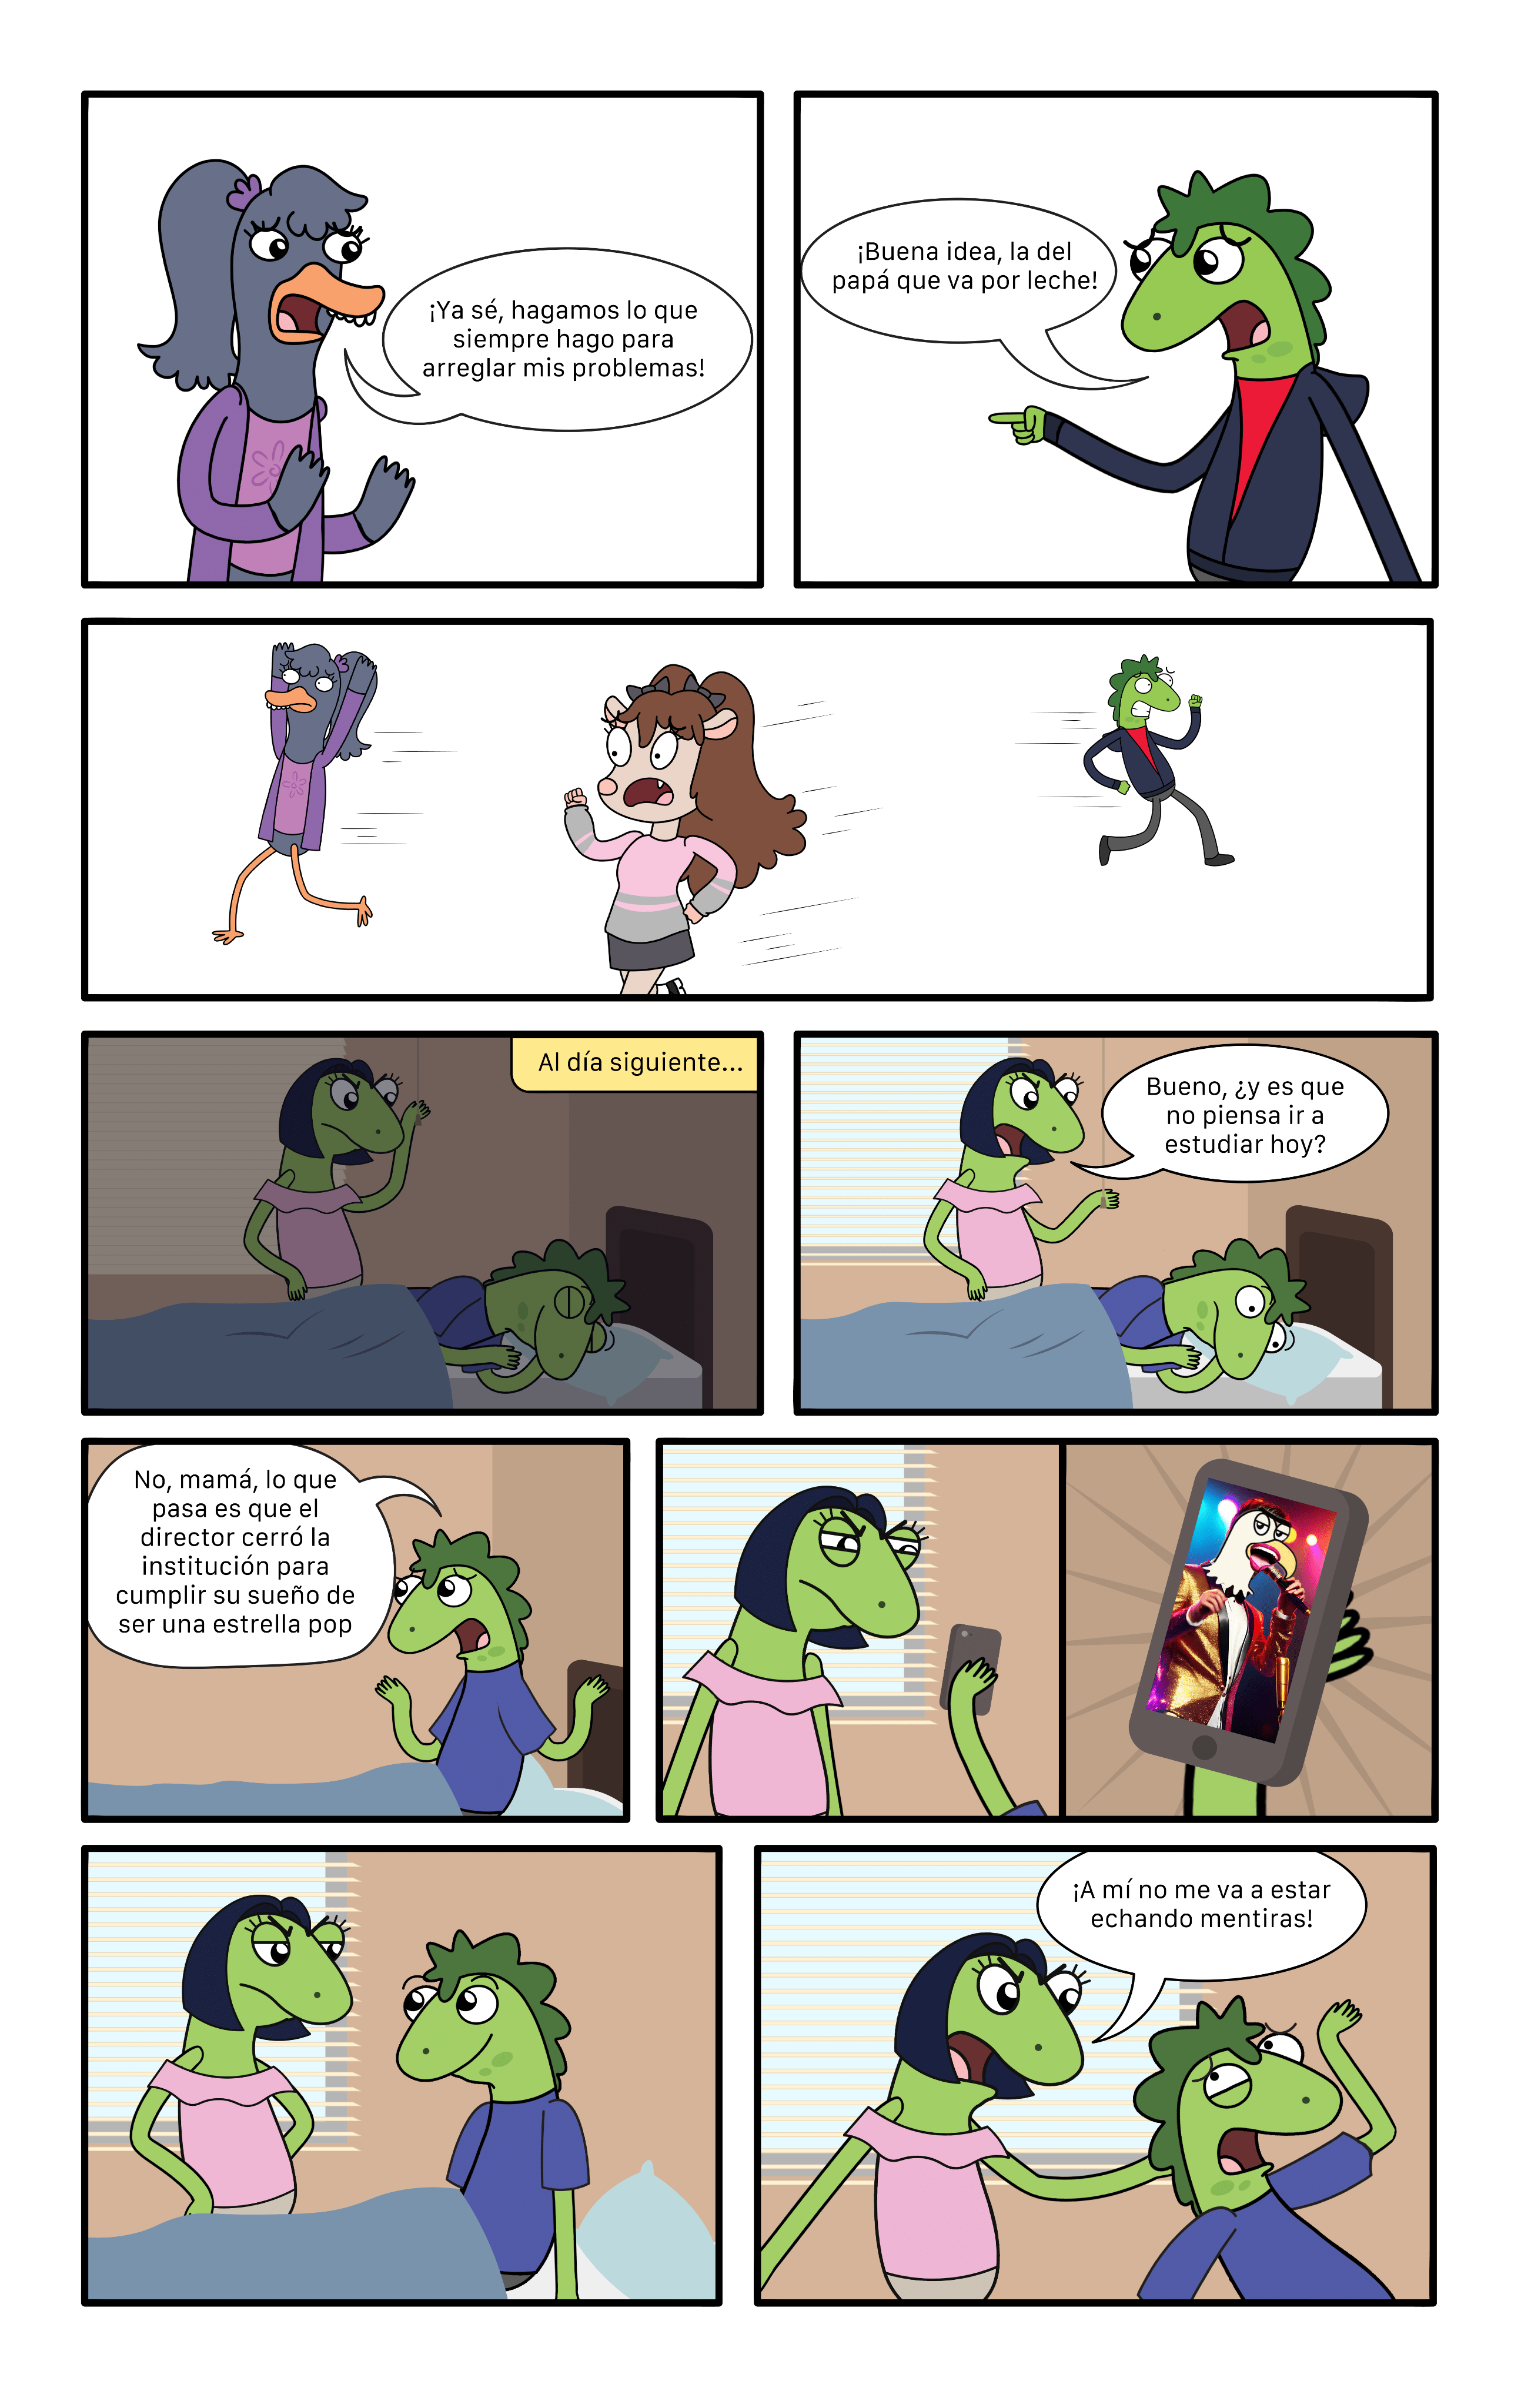 ¡Ya sé, hagamos lo que
siempre hago para
arreglar mis problemas!
¡Buena idea, la del
papá que va por leche!
Al día siguiente...
Bueno, ¿y es que
no piensa ir a
estudiar hoy?
No, mamá, lo que
pasa es que el
director cerró la
institución para
cumplir su sueño de
ser una estrella pop
¡A mí no me va a estar
echando mentiras!